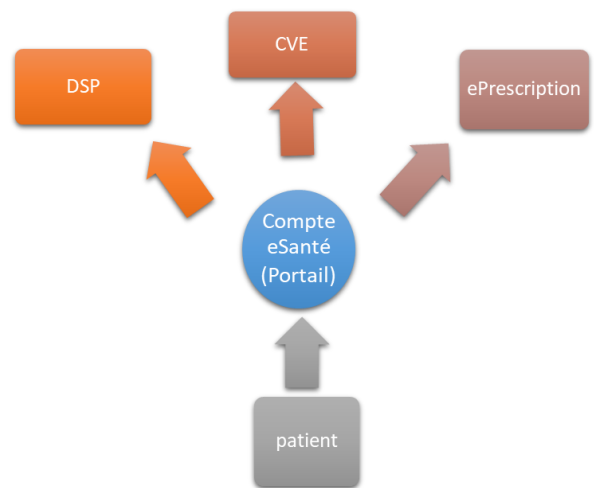 CVE
DSP
ePrescription
Compte
eSanté
(Portail)
patient